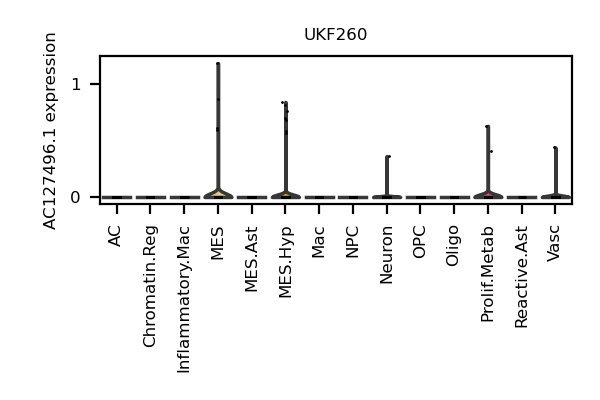 UKF260
AC127496.1 expression
1
0
AC
Chromatin.Reg
Inflammatory.Mac
MES
MES.Ast
MES.Hyp
Mac
NPC
Neuron
OPC
Oligo
Prolif.Metab
Reactive.Ast
Vasc